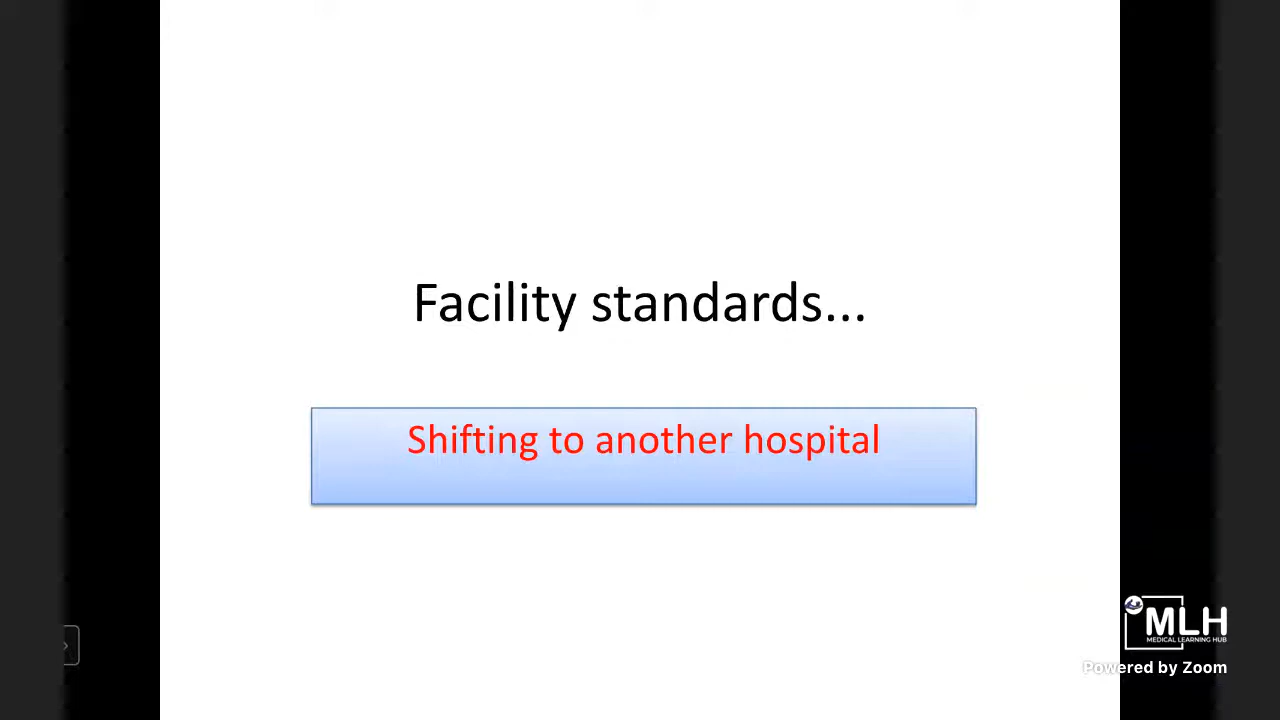 Facility standards...
Shifting to another hospital
MLH
MEDICAL LEARNING HUB
Powered by Zoom